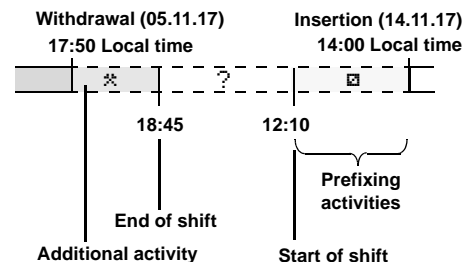 Withdrawal (05.11.17)
Insertion (14.11.17)
17:50 Local time
14:00 Local time
?
18:45
12:10
Prefixing
activities
End of shift
Additional activity
Start of shift